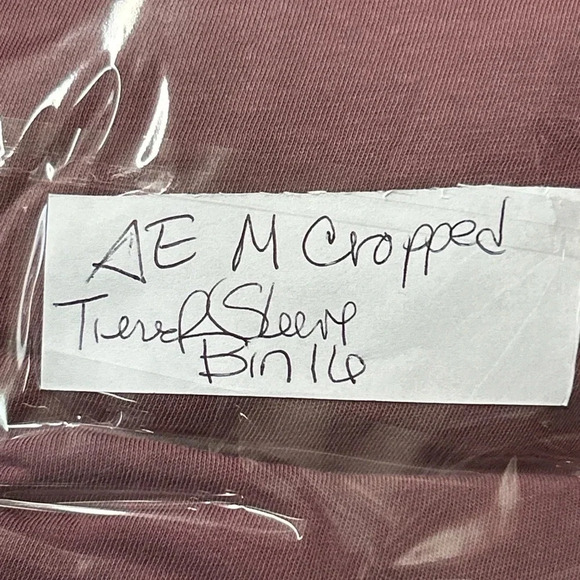 AE M Cropped
Tiered Sleeve
Bin 16